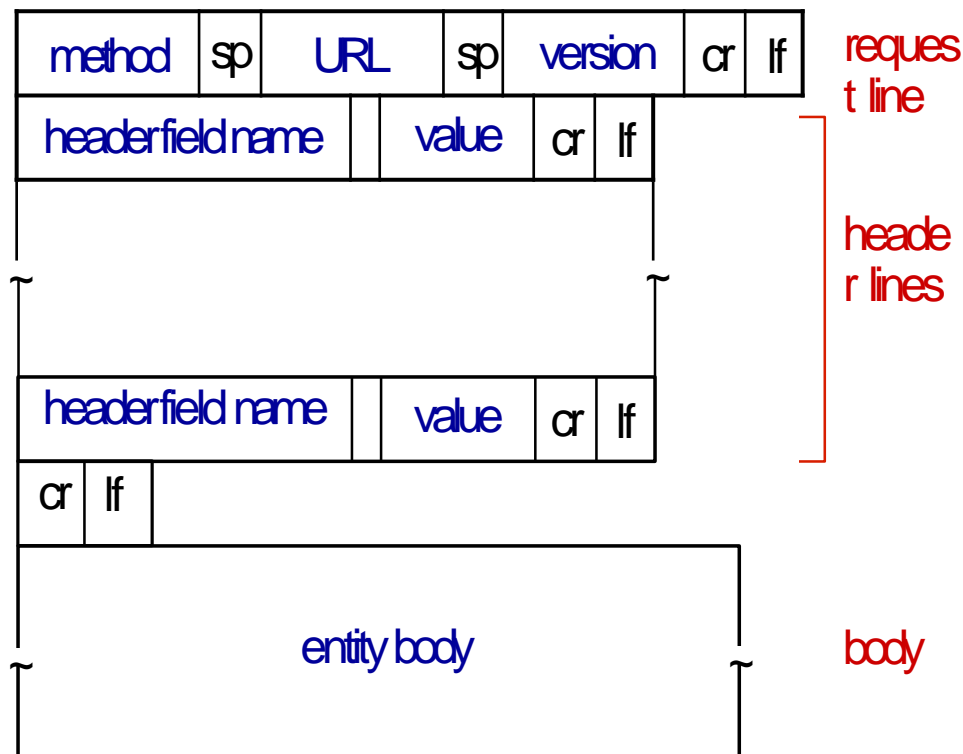 method sp URL sp version cr lf
reques
t line
header field name value cr lf
heade
r lines
~ ~
header field name value cr lf
cr lf
entity body
body
~ ~